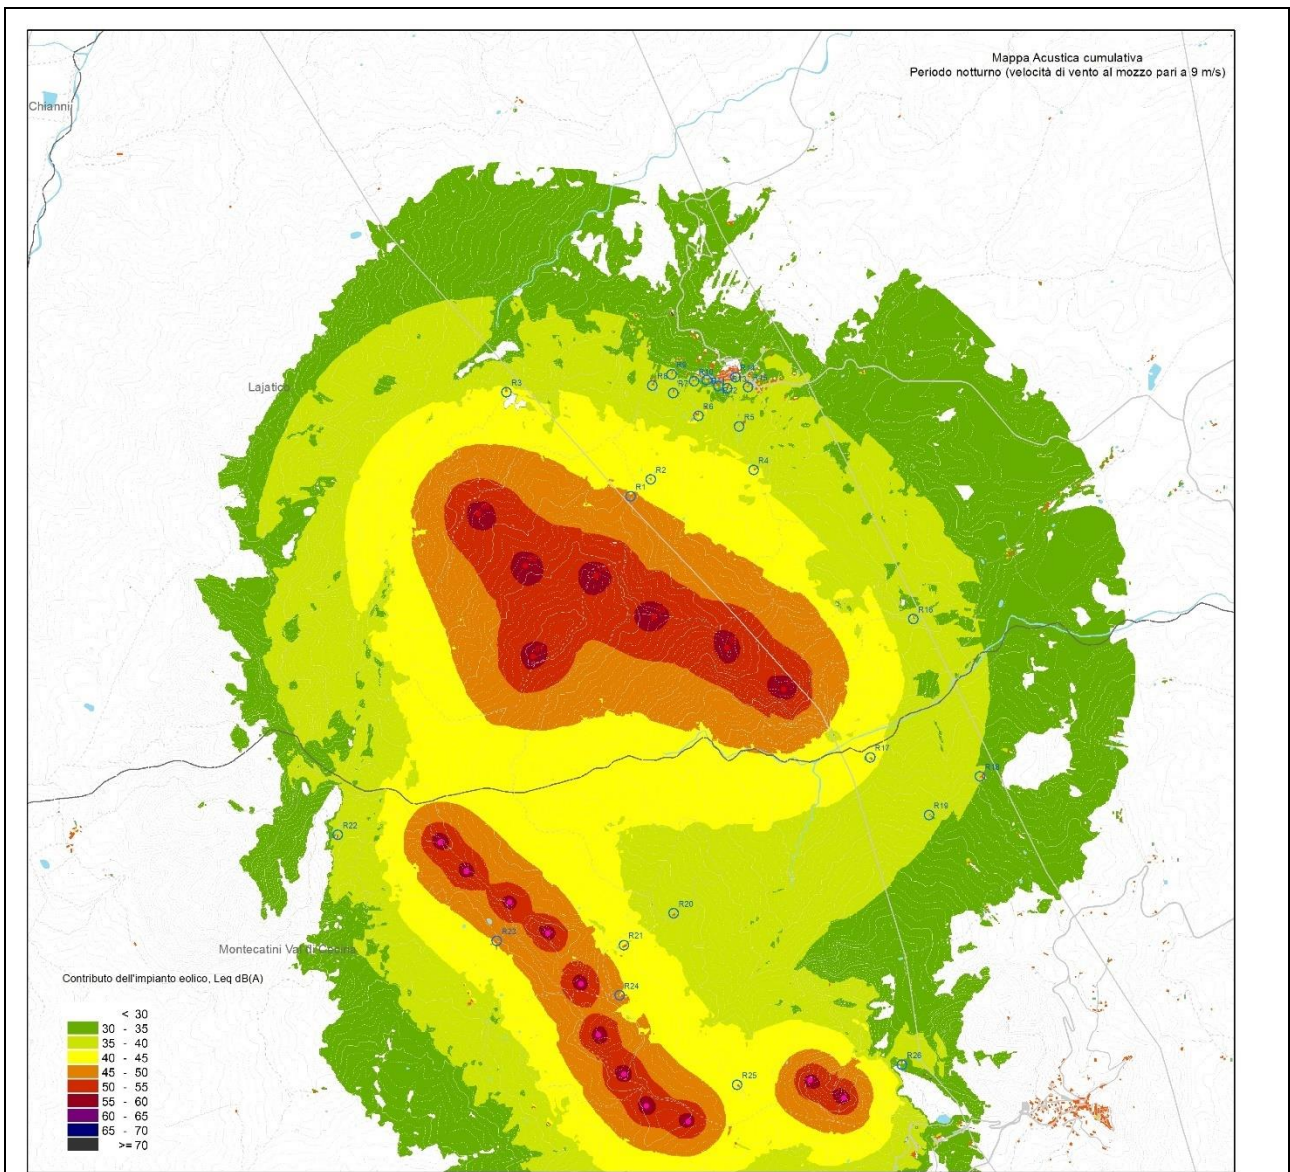 Mappa Acustica cumulativa
Periodo notturno (velocità di vento al mozzo pari a 9 m/s)
Chianni
Lajatico
R3
R9
R8
R7
R6
R5
R4
R2
R1
R16
R17
R18
R19
R22
R20
R21
R23
Montecatini Val di Cecina
R24
R25
R26
Contributo dell'impianto eolico, Leq dB(A)
< 30
30 - 35
35 - 40
40 - 45
45 - 50
50 - 55
55 - 60
60 - 65
65 - 70
>= 70